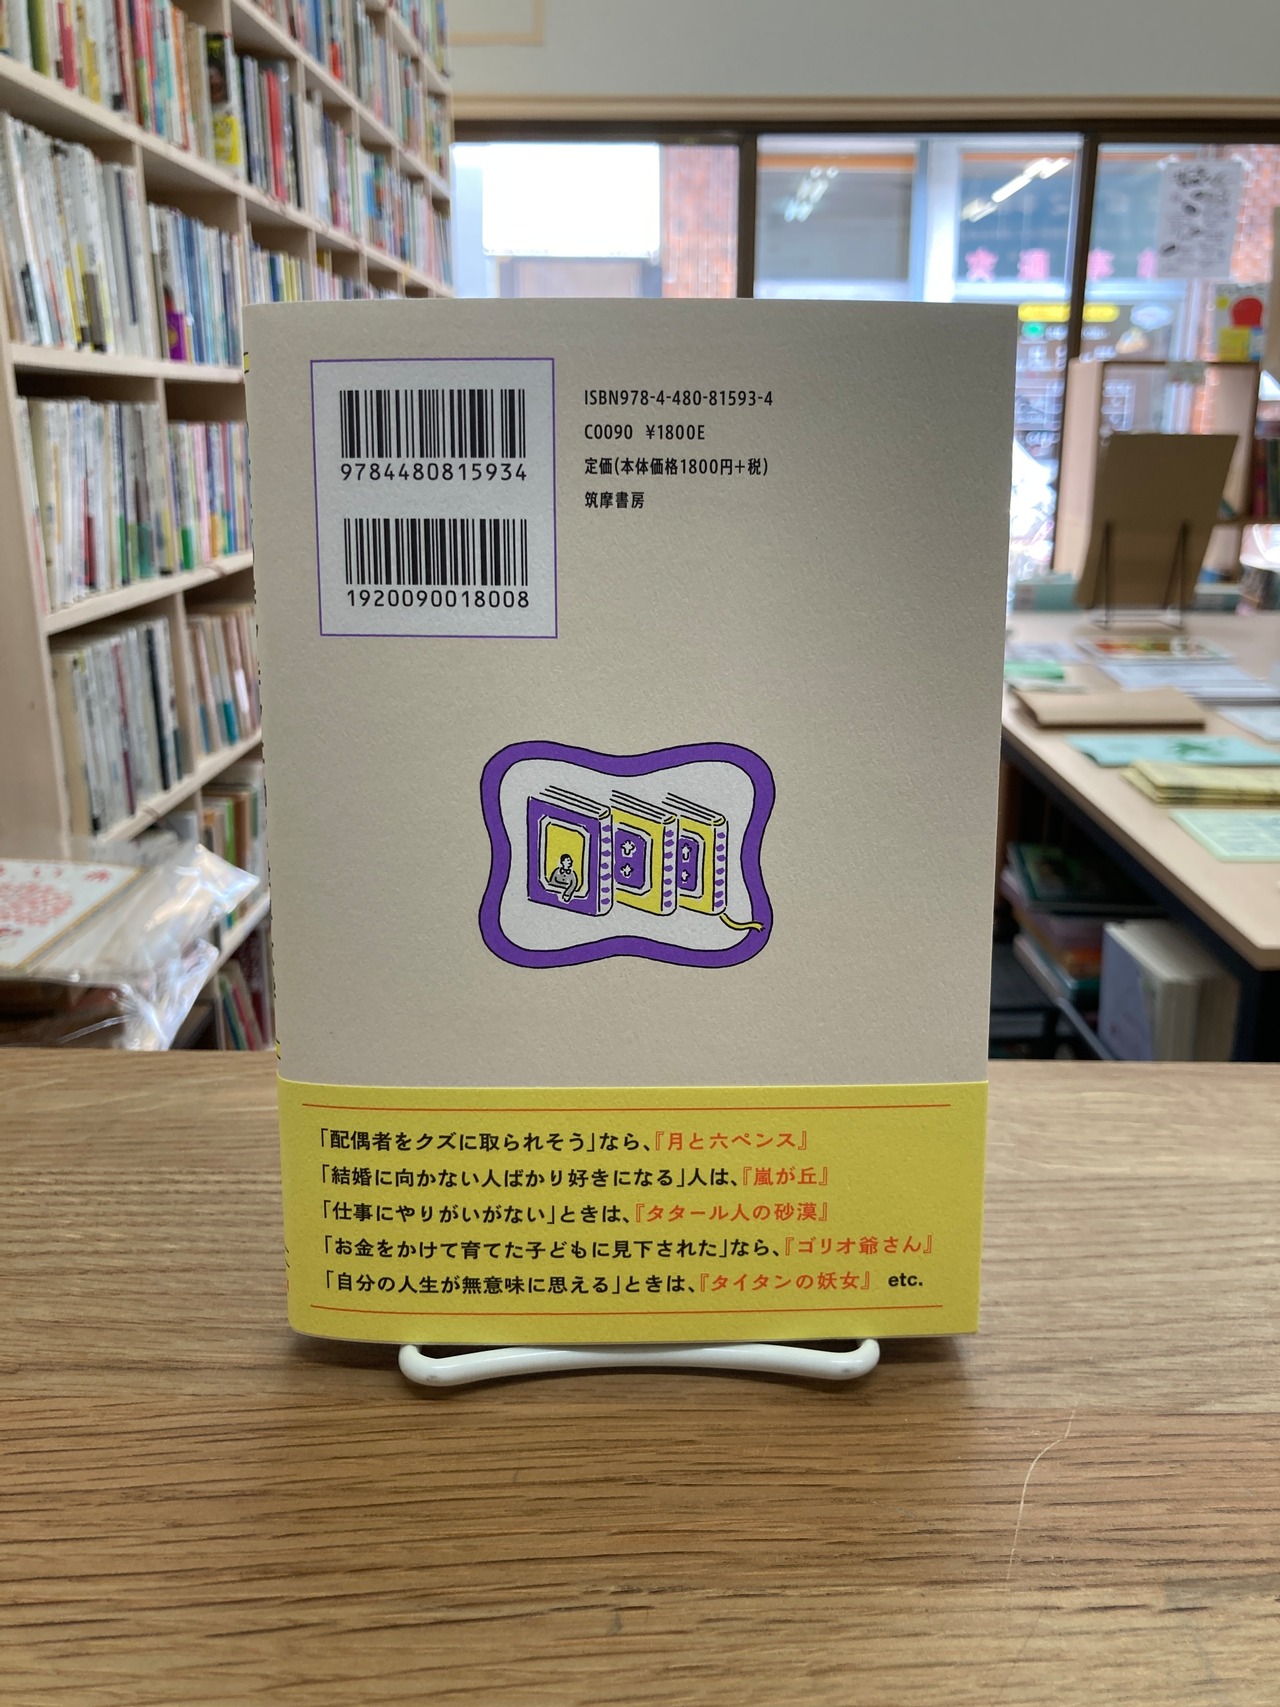 9784480815934
1920090018008
ISBN978-4-480-81593-4
C0090 ¥1800E
定価(本体価格1800円+税)
筑摩書房
「配偶者をクズに取られそう」なら、『月と六ペンス』
「結婚に向かない人ばかり好きになる」人は、『嵐が丘』
「仕事にやりがいがない」ときは、『タタール人の砂漠』
「お金をかけて育てた子どもに見下された」なら、『ゴリオ爺さん』
「自分の人生が無意味に思える」ときは、『タイタンの妖女』 etc.